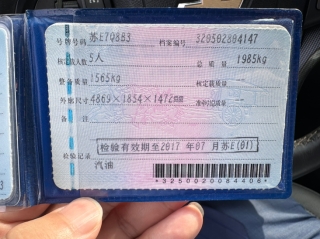 号牌号码 苏E70883 档案编号 320502804147
核定载人数 5人 总质量 1985kg
整备质量 1565kg 核定载质量 --
外廓尺寸 4869×1854×1472mm 准牵引总质量 --
备注
检验有效期至2017年07月苏E(01)
检验记录
汽油
*3250020084406*